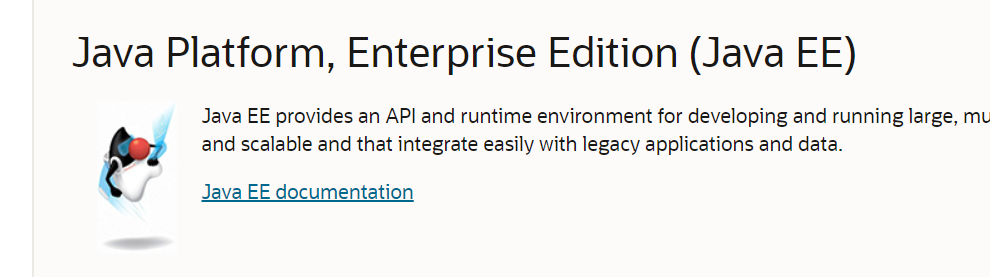 Java Platform, Enterprise Edition (Java EE)
Java EE provides an API and runtime environment for developing and running large,
and scalable and that integrate easily with legacy applications and data.
Java EE documentation